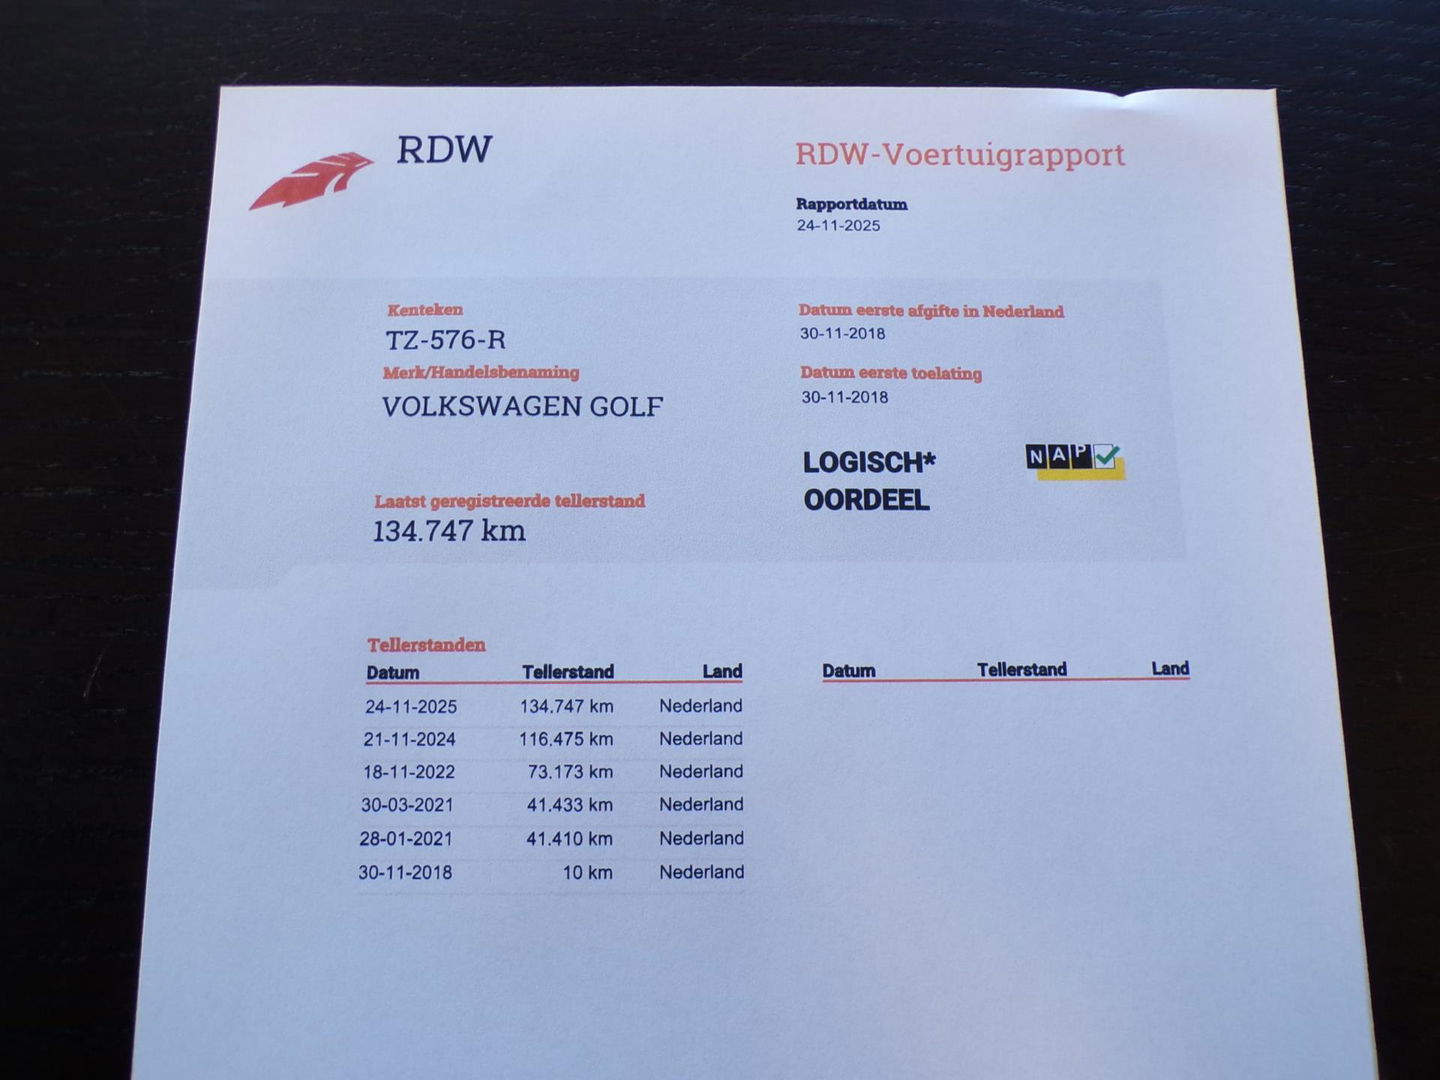 RDW
RDW-Voertuigrapport
Rapportdatum
24-11-2025
Kenteken
TZ-576-R
Merk/Handelsbenaming
VOLKSWAGEN GOLF
Laatst geregistreerde tellerstand
134.747 km
Datum eerste afgifte in Nederland
30-11-2018
Datum eerste toelating
30-11-2018
LOGISCH*
OORDEEL
NAP
Tellerstanden
Datum Tellerstand Land
24-11-2025 134.747 km Nederland
21-11-2024 116.475 km Nederland
18-11-2022 73.173 km Nederland
30-03-2021 41.433 km Nederland
28-01-2021 41.410 km Nederland
30-11-2018 10 km Nederland
Datum Tellerstand Land